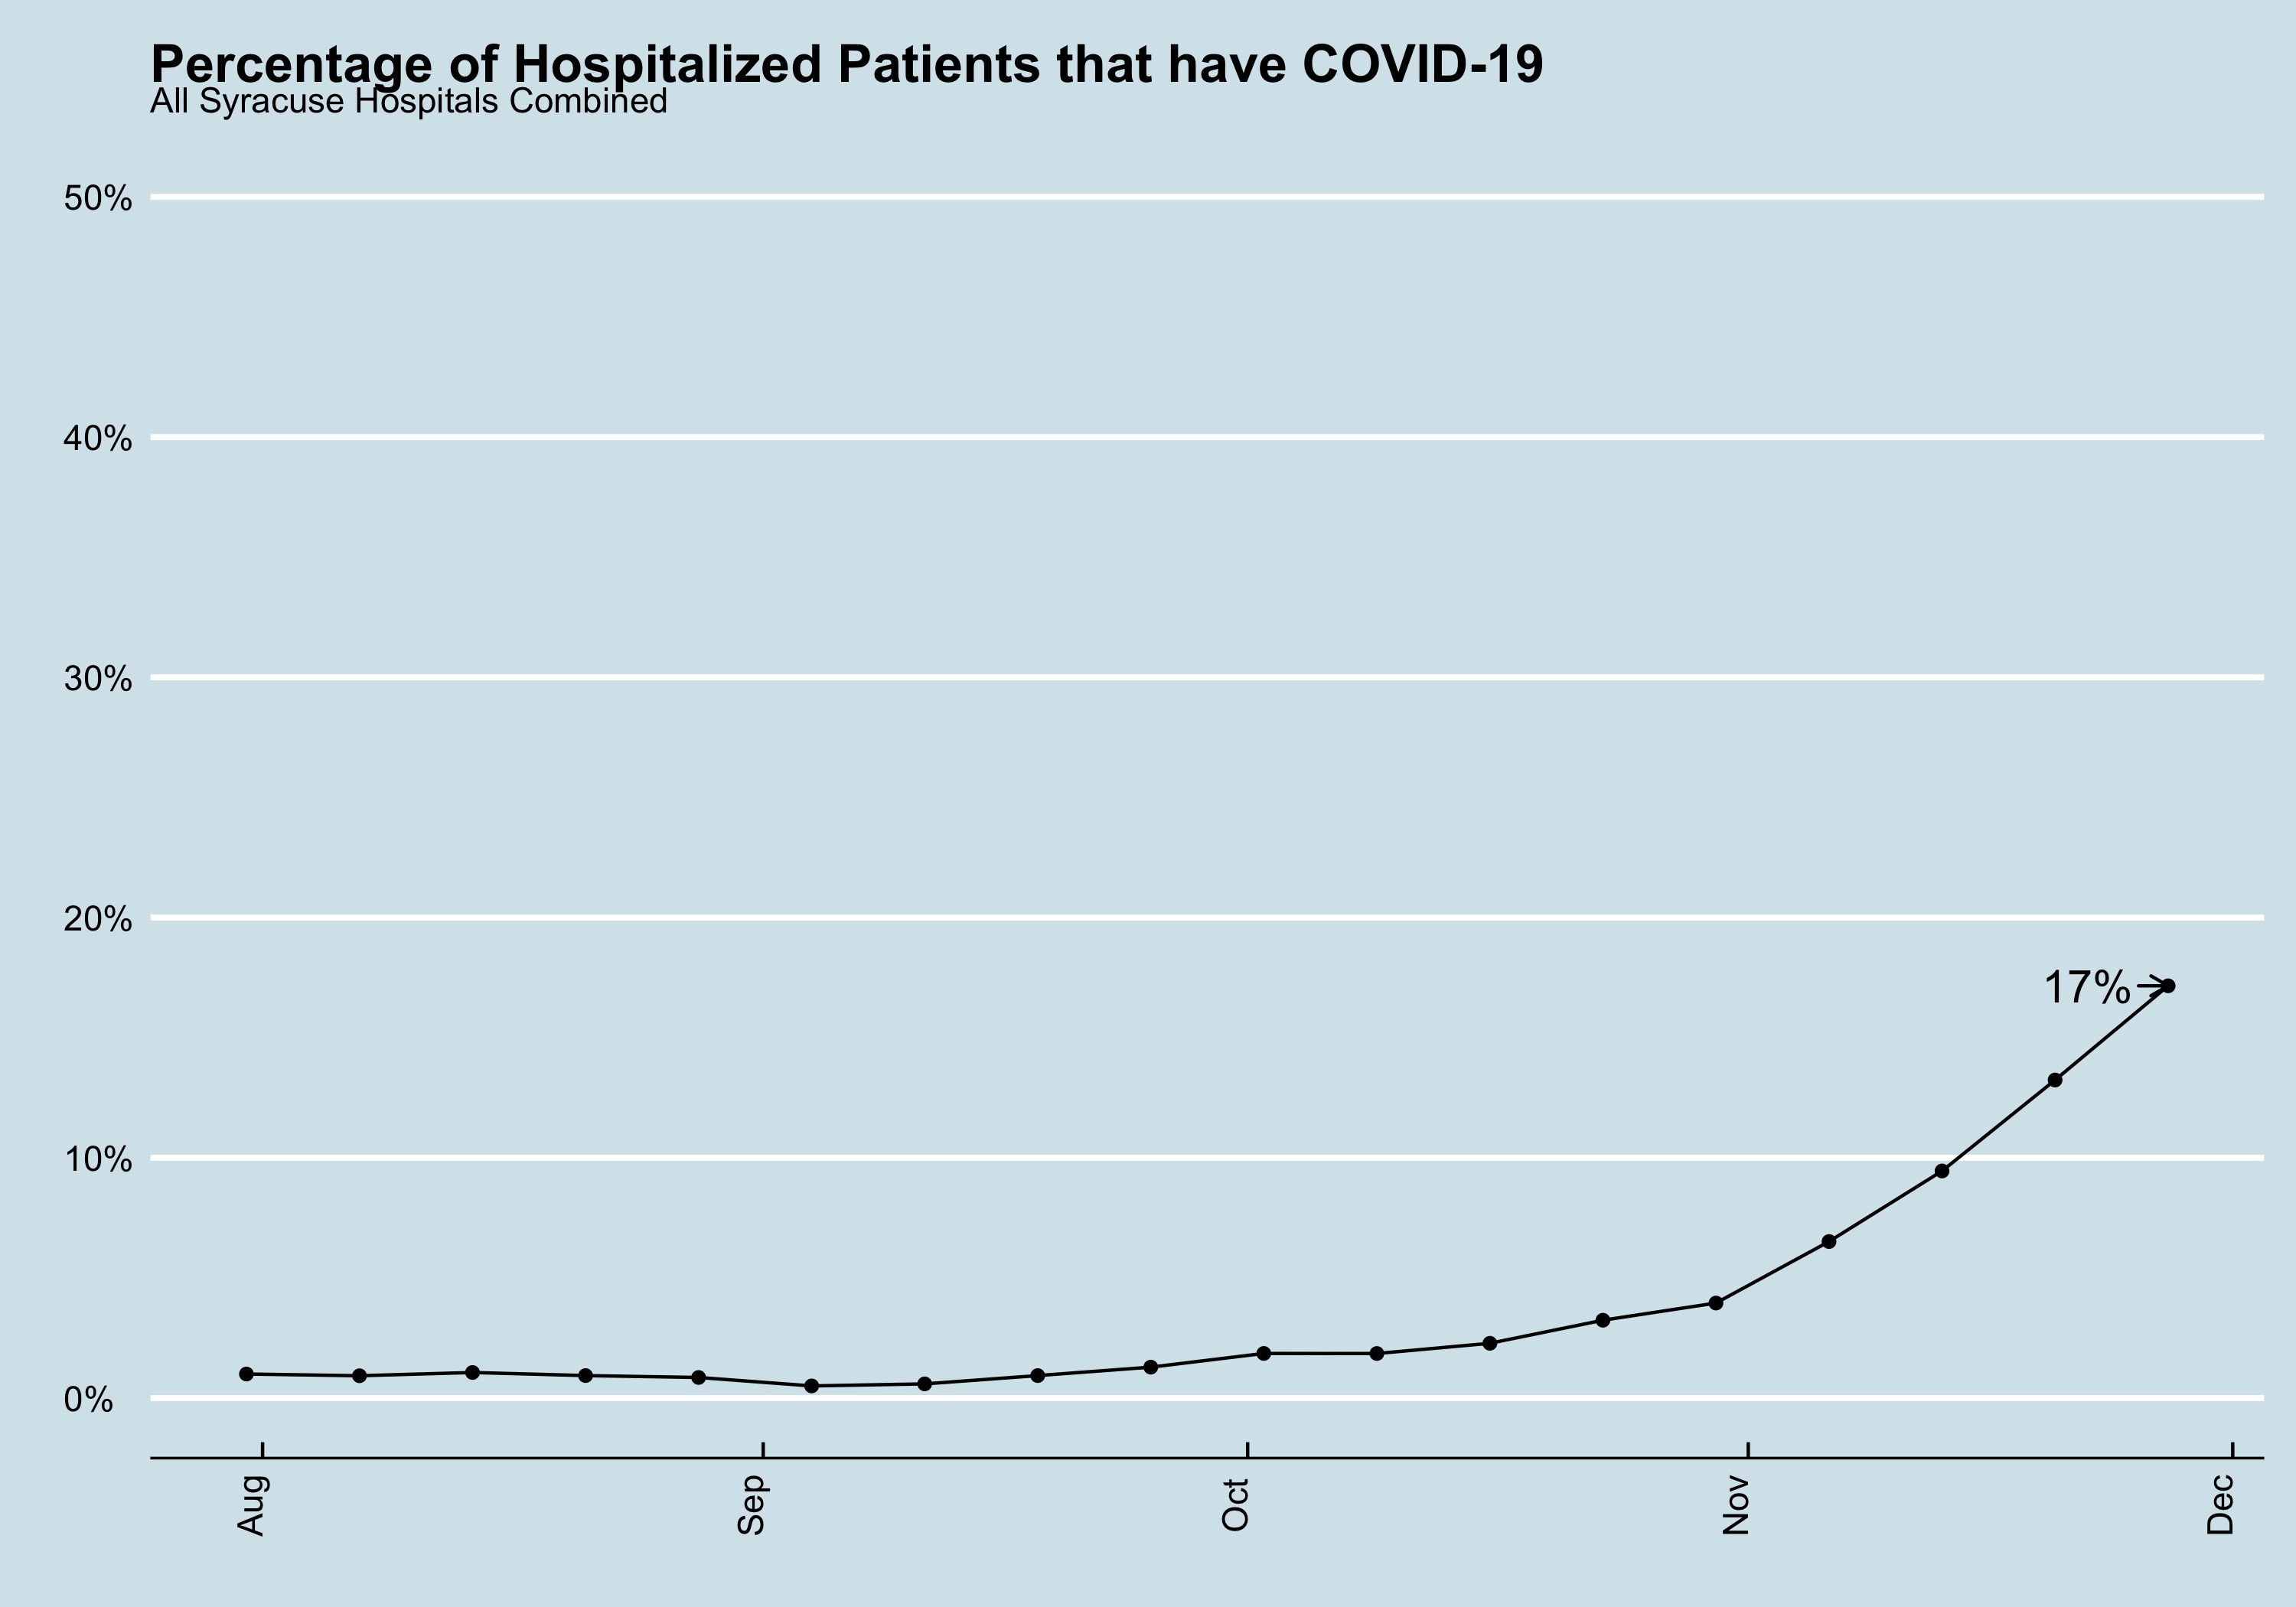 Percentage of Hospitalized Patients that have COVID-19
All Syracuse Hospitals Combined
50%
40%
30%
20%
17%
10%
0%
Aug
Sep
Oct
Nov
Dec